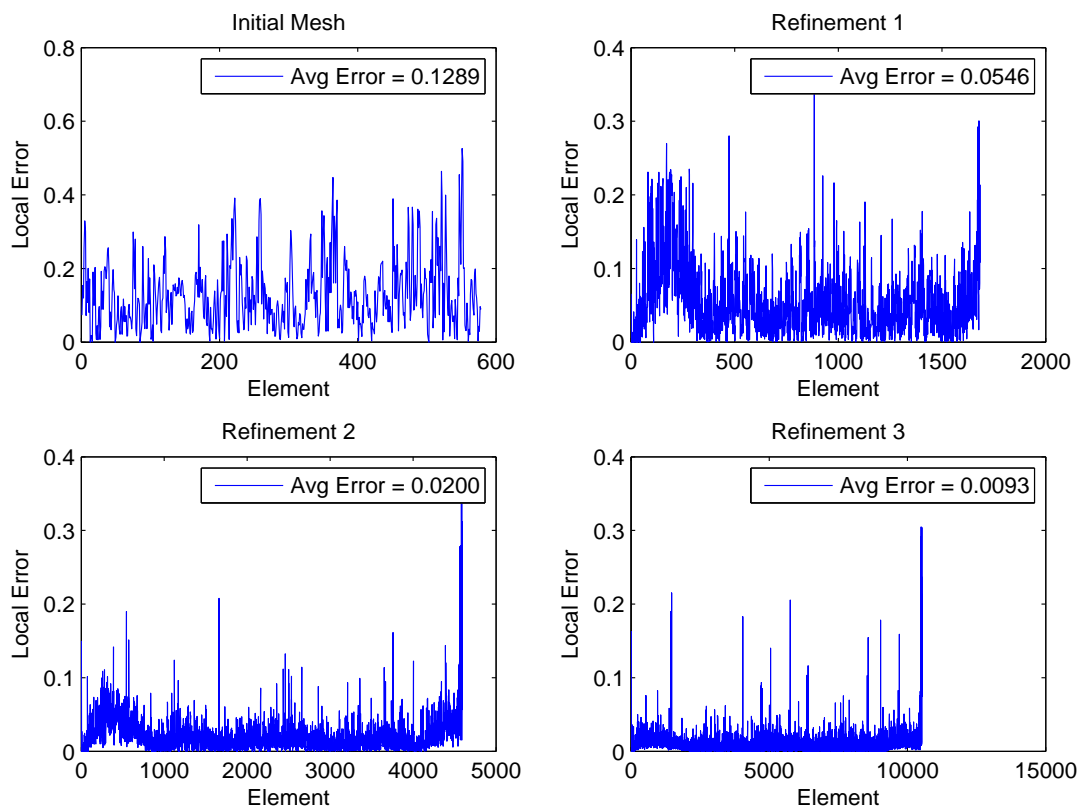 Initial Mesh
0.8
0.6
0.4
0.2
0
Local Error
Avg Error = 0.1289
0 200 400 600
Element
Refinement 1
0.4
0.3
0.2
0.1
0
Local Error
Avg Error = 0.0546
0 500 1000 1500 2000
Element
Refinement 2
0.4
0.3
0.2
0.1
0
Local Error
Avg Error = 0.0200
0 1000 2000 3000 4000 5000
Element
Refinement 3
0.4
0.3
0.2
0.1
0
Local Error
Avg Error = 0.0093
0 5000 10000 15000
Element